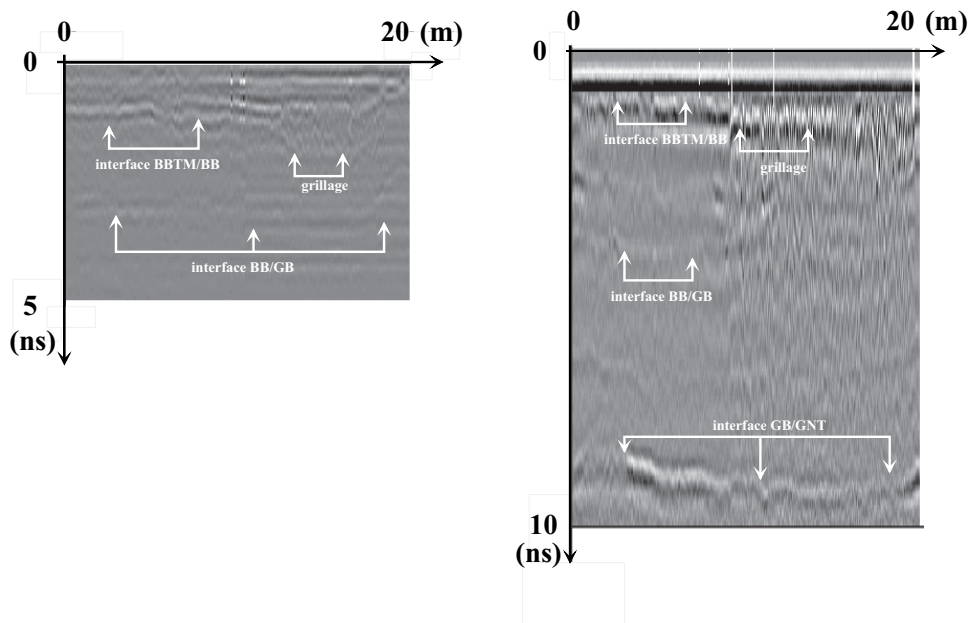 0 20 (m)
0
interface BBTM/BB
grillage
interface BB/GB
5
(ns)
0 20 (m)
0
interface BBTM/BB
grillage
interface BB/GB
interface GB/GNT
10
(ns)